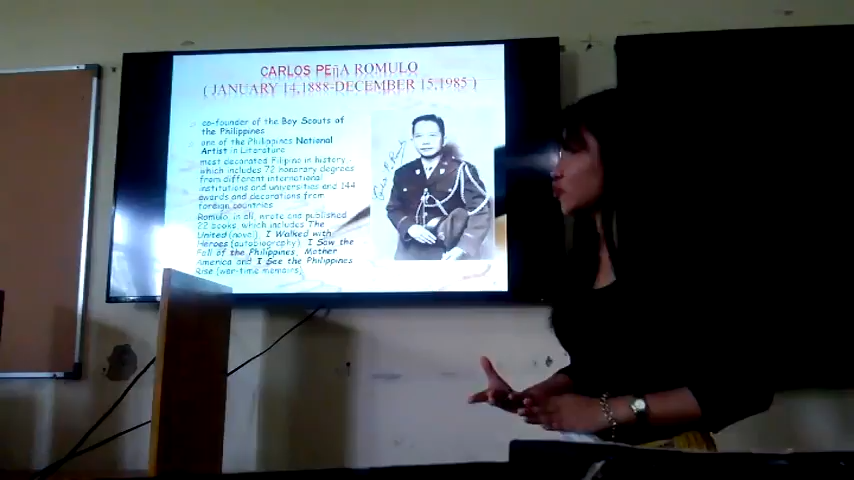 CARLOS PEñA ROMULO
( JANUARY 14,1888-DECEMBER 15,1985 )
co-founder of the Boy Scouts of
the Philippines
one of the Philippines National
Artist in Literature
most decorated Filipino in history -
which includes 72 honorary degrees
from different international
institutions and universities and 144
awards and decorations from
foreign countries
Romulo, in all, wrote and published
22 books, which includes The
United (novel), I Walked with
Heroes (autobiography), I Saw the
Fall of the Philippines, Mother
America and I See the Philippines
Rise (war-time memoirs)